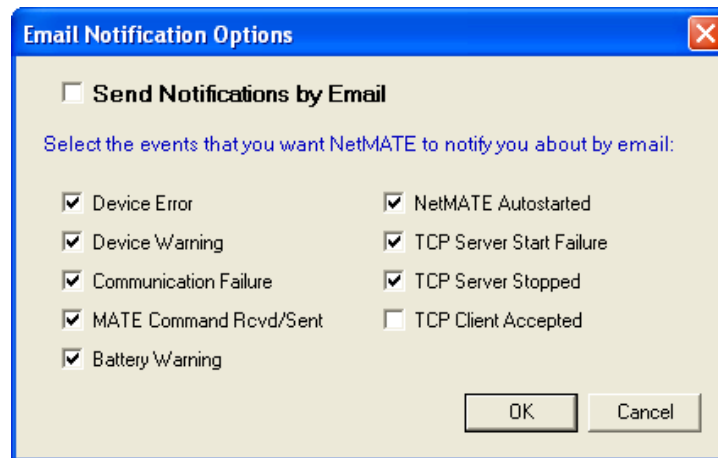 Email Notification Options
Send Notifications by Email
Select the events that you want NetMATE to notify you about by email:
Device Error
Device Warning
Communication Failure
MATE Command Rcvd/Sent
Battery Warning
NetMATE Autostarted
TCP Server Start Failure
TCP Server Stopped
TCP Client Accepted
OK
Cancel